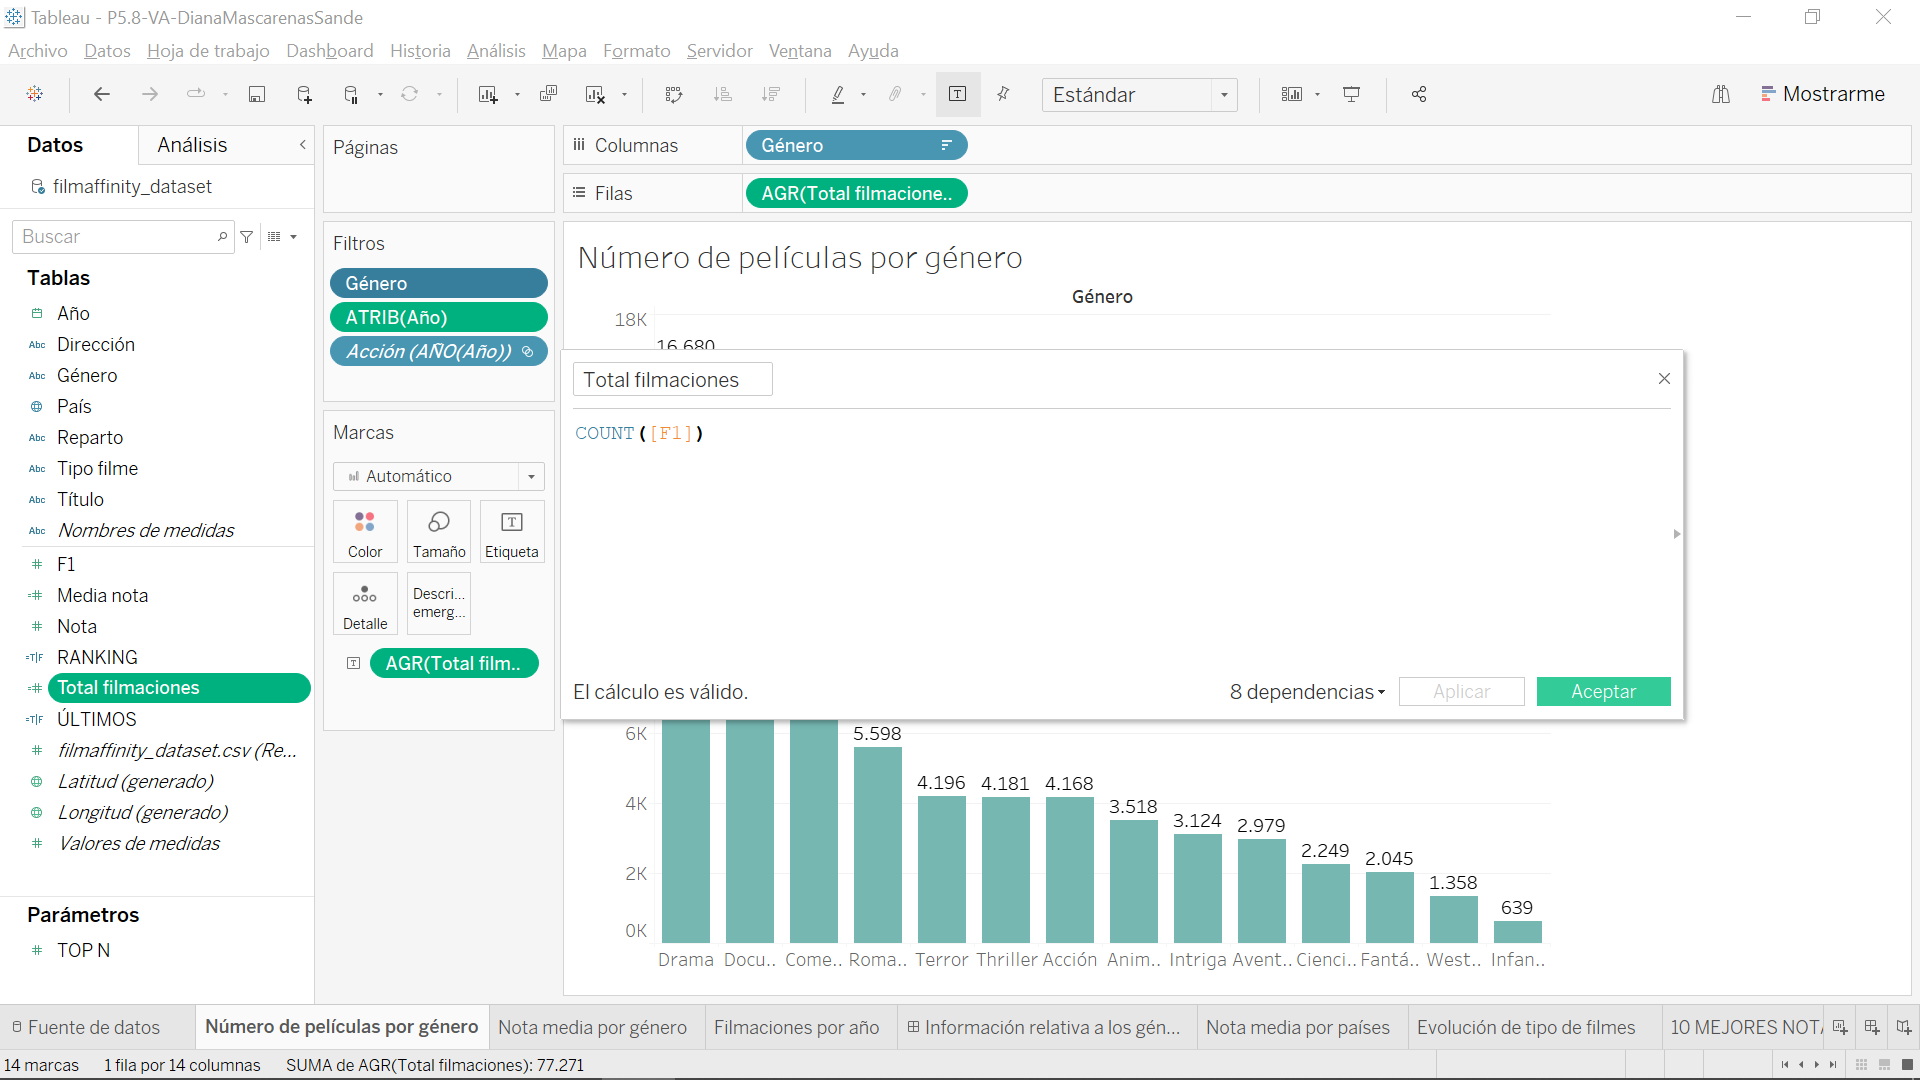 Tableau - P5.8-VA-DianaMascarenasSande
Archivo Datos Hoja de trabajo Dashboard Historia Análisis Mapa Formato Servidor Ventana Ayuda
Estándar
Mostrarme
Datos
Análisis
filmaffinity_dataset
Buscar
Tablas
Año
Abc Dirección
Abc Género
País
Abc Reparto
Abc Tipo filme
Abc Título
Abc Nombres de medidas
# F1
=# Media nota
# Nota
=T|F RANKING
=# Total filmaciones
=T|F ÚLTIMOS
# filmaffinity_dataset.csv (Re...
Latitud (generado)
Longitud (generado)
# Valores de medidas
Parámetros
# TOP N
Páginas
Filtros
Género
ATRIB(Año)
Acción (AÑO(Año))
Marcas
Automático
Color
Tamaño
Etiqueta
Detalle
Descri...
emerg...
AGR(Total film..
Columnas
Género
Filas
AGR(Total filmacione..
Número de películas por género
Género
18K
16.680
Total filmaciones
COUNT([F1])
El cálculo es válido.
8 dependencias
Aplicar
Aceptar
6K
5.598
4.196 4.181 4.168
4K
3.518
3.124 2.979
2.249 2.045
2K
1.358
639
0K
Drama Docu.. Come.. Roma.. Terror Thriller Acción Anim.. Intriga Avent.. Cienci.. Fantá.. West.. Infan..
Fuente de datos
Número de películas por género
Nota media por género
Filmaciones por año
Información relativa a los gén...
Nota media por países
Evolución de tipo de filmes
10 MEJORES NOTA
14 marcas
1 fila por 14 columnas
SUMA de AGR(Total filmaciones): 77.271